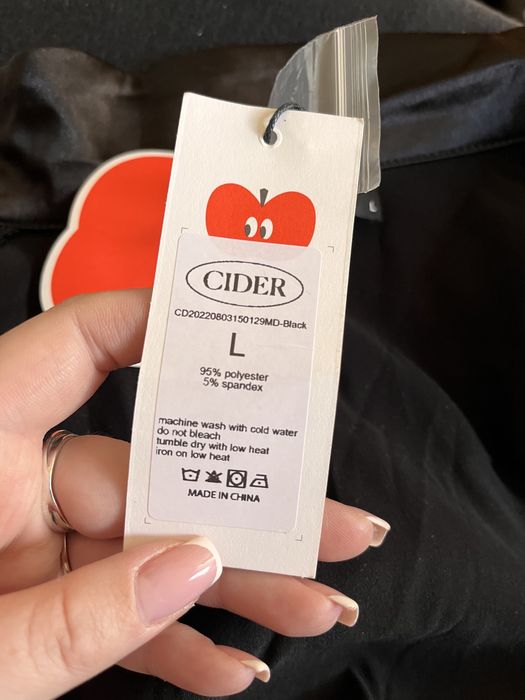 CIDER
CD20220803150129MD-Black
L
95% polyester
5% spandex
machine wash with cold water
do not bleach
tumble dry with low heat
iron on low heat
MADE IN CHINA